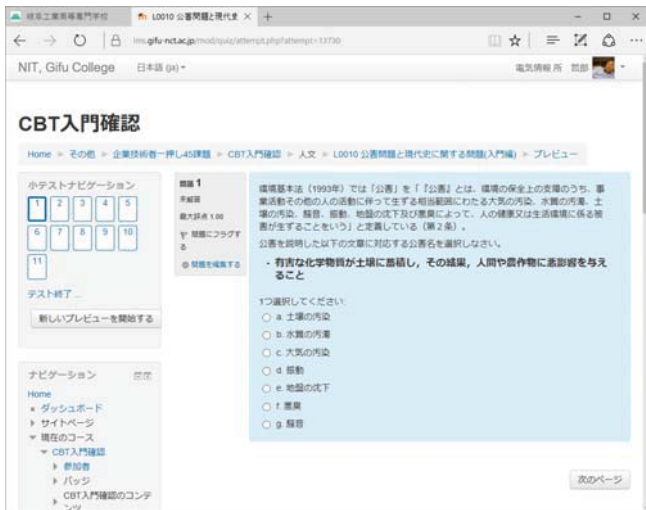 岐阜工業高等専門学校
L0010 公害問題と現代史
lms.gifu-nct.ac.jp/mod/quiz/attempt.php?attempt=13730
NIT, Gifu College
日本語 (ja)
電気情報 所 哲郎
CBT入門確認
Home
その他
企業技術者一押し45課題
CBT入門確認
人文
L0010 公害問題と現代史に関する問題(入門編)
プレビュー
小テストナビゲーション
1 2 3 4 5
6 7 8 9 10
11
テスト終了 ...
新しいプレビューを開始する
問題 1
未解答
最大評点 1.00
問題にフラグす
る
問題を編集する
環境基本法(1993年)では「公害」を「『公害』とは、環境の保全上の支障のうち、事
業活動その他の人の活動に伴って生ずる相当範囲にわたる大気の汚染、水質の汚濁、土
壌の汚染、騒音、振動、地盤の沈下及び悪臭によって、人の健康又は生活環境に係る被
害が生ずることをいう」と定義している(第2条)。
公害を説明した以下の文章に対応する公害名を選択しなさい。
・有害な化学物質が土壌に蓄積し,その結果,人間や農作物に悪影響を与え
ること
1つ選択してください:
a. 土壌の汚染
b. 水質の汚濁
c. 大気の汚染
d. 振動
e. 地盤の沈下
f. 悪臭
g. 騒音
次のページ
ナビゲーション
Home
ダッシュボード
サイトページ
現在のコース
CBT入門確認
参加者
バッジ
CBT入門確認のコンテ
ンツ